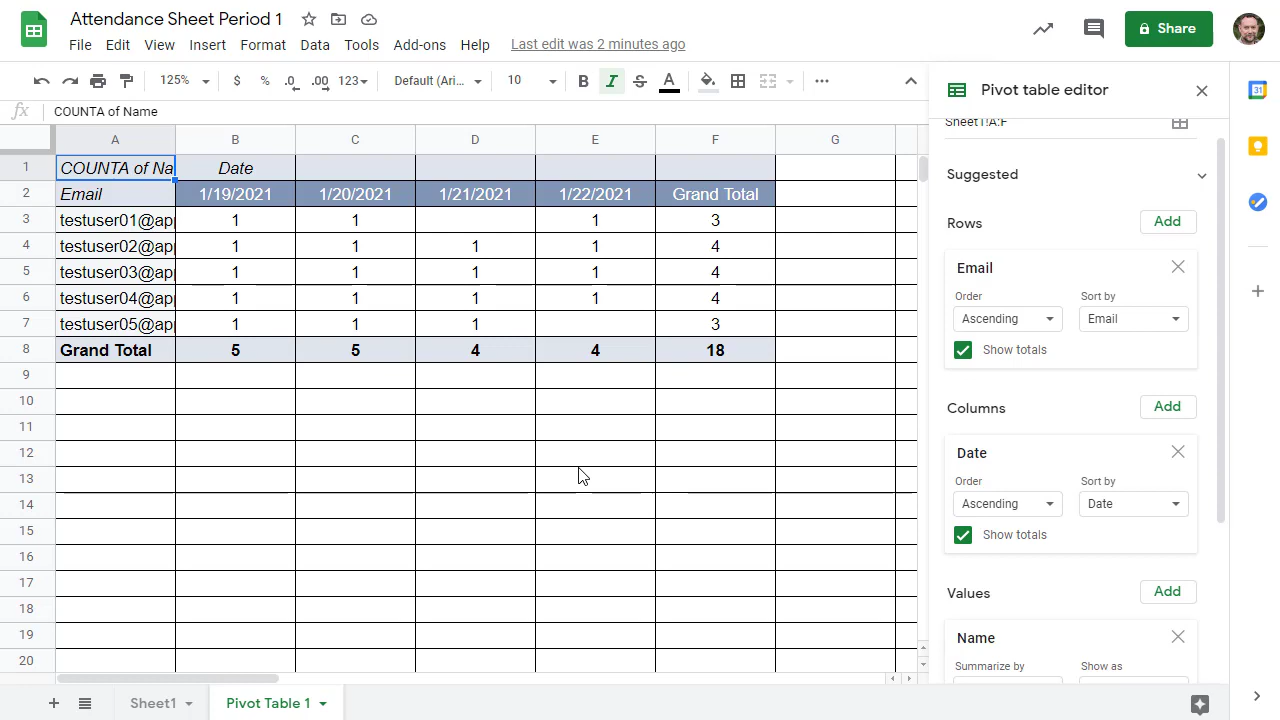 Attendance Sheet Period 1
File Edit View Insert Format Data Tools Add-ons Help Last edit was 2 minutes ago
Share
125% $ % .0 .00 123 Default (Ari... 10 B I S A
fx COUNTA of Name
A B C D E F G
1 COUNTA of Na Date
2 Email 1/19/2021 1/20/2021 1/21/2021 1/22/2021 Grand Total
3 testuser01@ap 1 1 1 3
4 testuser02@ap 1 1 1 1 4
5 testuser03@ap 1 1 1 1 4
6 testuser04@ap 1 1 1 1 4
7 testuser05@ap 1 1 1 3
8 Grand Total 5 5 4 4 18
9
10
11
12
13
14
15
16
17
18
19
20
Sheet1 Pivot Table 1
Pivot table editor
Sheet1!A:F
Suggested
Rows Add
Email
Order Sort by
Ascending Email
Show totals
Columns Add
Date
Order Sort by
Ascending Date
Show totals
Values Add
Name
Summarize by Show as
31